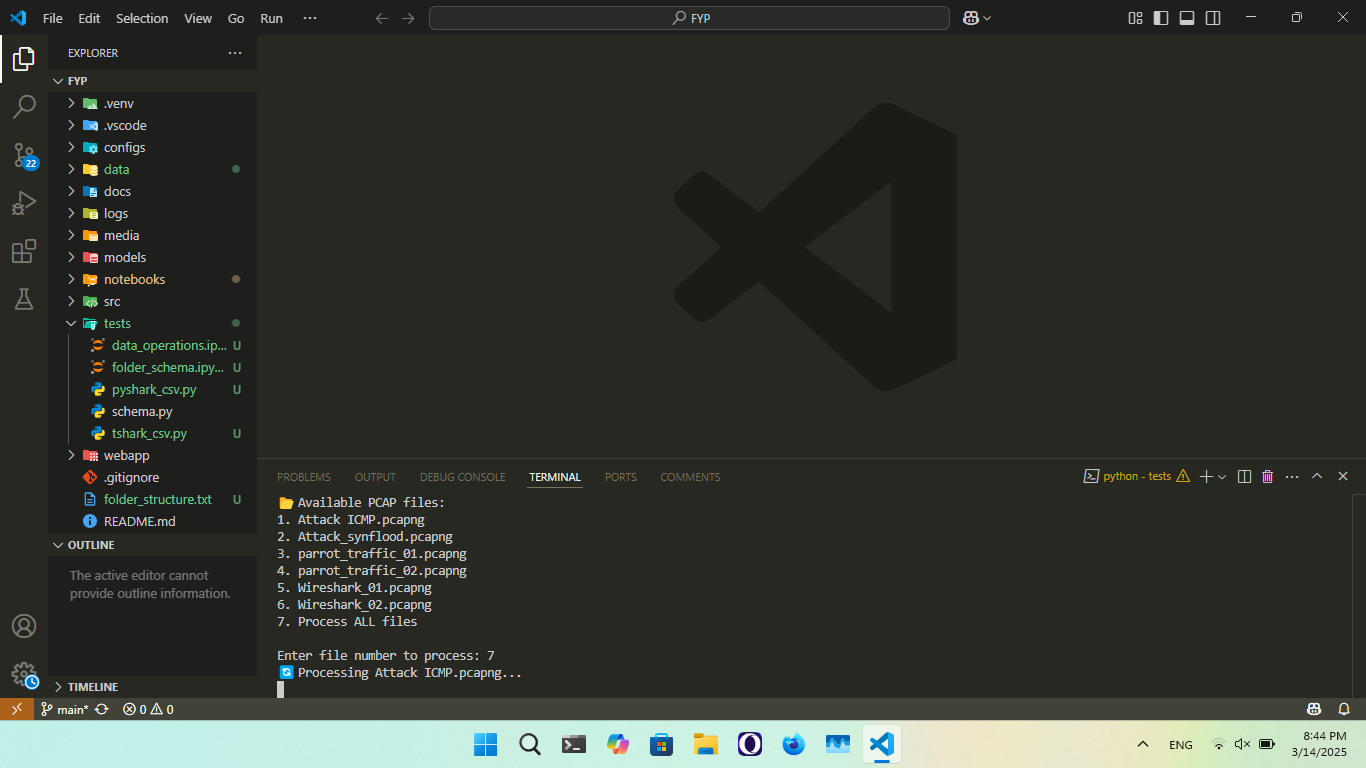 File Edit Selection View Go Run ···
FYP
EXPLORER ···
FYP
.venv
.vscode
configs
data
docs
logs
media
models
notebooks
src
tests
data_operations.ip... U
folder_schema.ipy... U
pyshark_csv.py U
schema.py
tshark_csv.py U
webapp
.gitignore
folder_structure.txt U
README.md
OUTLINE
The active editor cannot
provide outline information.
TIMELINE
22
PROBLEMS OUTPUT DEBUG CONSOLE TERMINAL PORTS COMMENTS
python - tests
Available PCAP files:
1. Attack ICMP.pcapng
2. Attack_synflood.pcapng
3. parrot_traffic_01.pcapng
4. parrot_traffic_02.pcapng
5. Wireshark_01.pcapng
6. Wireshark_02.pcapng
7. Process ALL files
Enter file number to process: 7
Processing Attack ICMP.pcapng...
main* 0 0
ENG
8:44 PM
3/14/2025